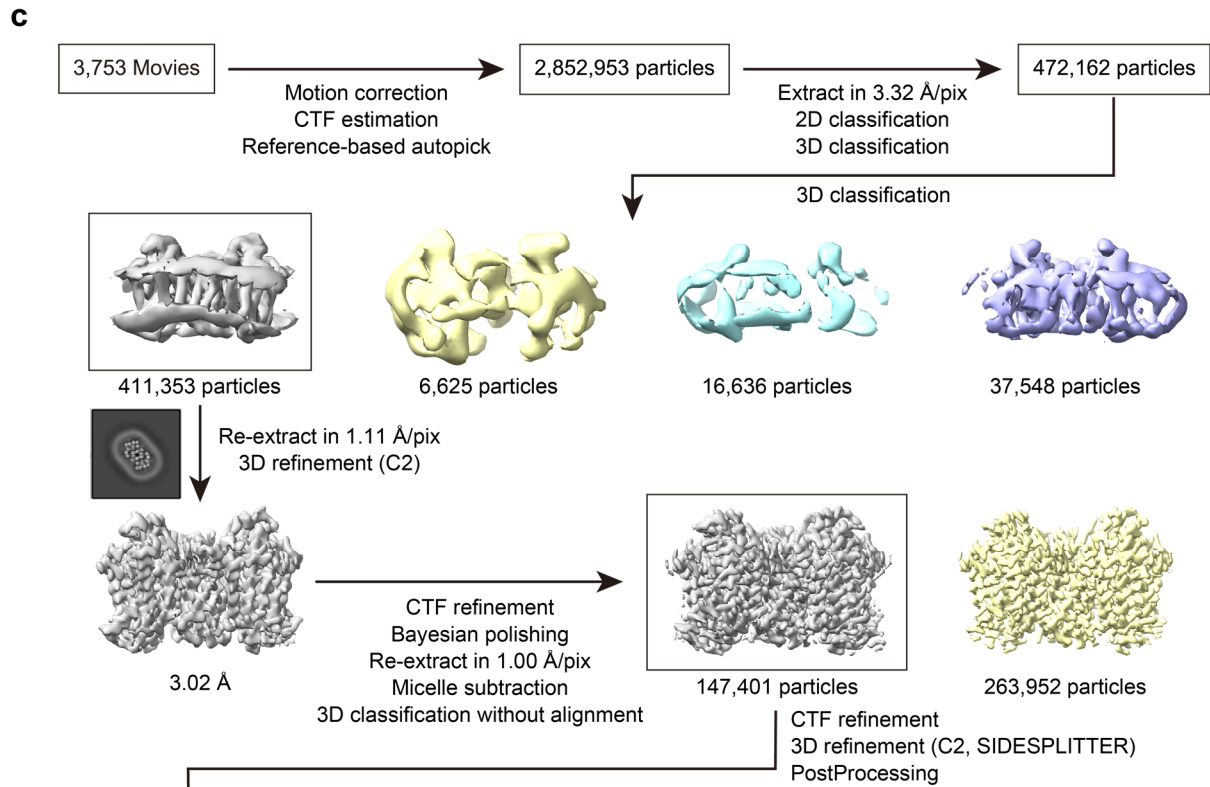 c
3,753 Movies
2,852,953 particles
472,162 particles
Motion correction
CTF estimation
Reference-based autopick
Extract in 3.32 Å/pix
2D classification
3D classification
3D classification
411,353 particles
6,625 particles
16,636 particles
37,548 particles
Re-extract in 1.11 Å/pix
3D refinement (C2)
3.02 Å
CTF refinement
Bayesian polishing
Re-extract in 1.00 Å/pix
Micelle subtraction
3D classification without alignment
147,401 particles
263,952 particles
CTF refinement
3D refinement (C2, SIDESPLITTER)
PostProcessing